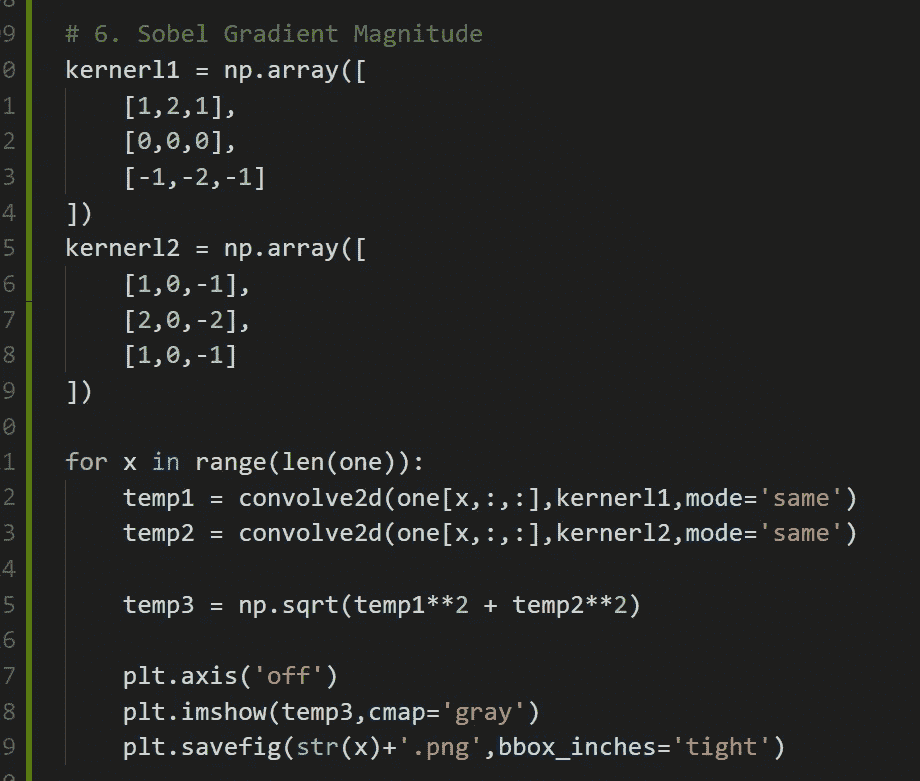 9 # 6. Sobel Gradient Magnitude
0 kernerl1 = np.array([
1     [1,2,1],
2     [0,0,0],
3     [-1,-2,-1]
4 ])
5 kernerl2 = np.array([
6     [1,0,-1],
7     [2,0,-2],
8     [1,0,-1]
9 ])
0
1 for x in range(len(one)):
2     temp1 = convolve2d(one[x,:,:],kernerl1,mode='same')
3     temp2 = convolve2d(one[x,:,:],kernerl2,mode='same')
4
5     temp3 = np.sqrt(temp1**2 + temp2**2)
6
7     plt.axis('off')
8     plt.imshow(temp3,cmap='gray')
9     plt.savefig(str(x)+'.png',bbox_inches='tight')